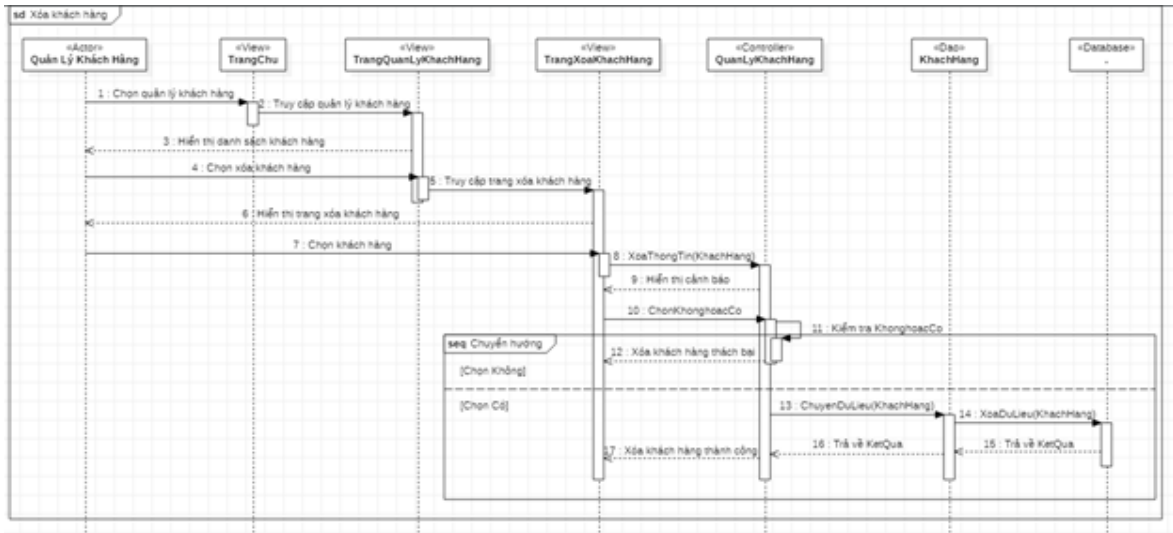 sd Xóa khách hàng
«Actor»
Quản Lý Khách Hàng
«View»
TrangChu
«View»
TrangQuanLyKhachHang
«View»
TrangXoaKhachHang
«Controller»
QuanLyKhachHang
«Dao»
KhachHang
«Database»
-
1 : Chọn quản lý khách hàng
2 : Truy cập quản lý khách hàng
3 : Hiển thị danh sách khách hàng
4 : Chọn xóa khách hàng
5 : Truy cập trang xóa khách hàng
6 : Hiển thị trang xóa khách hàng
7 : Chọn khách hàng
8 : XoaThongTin(KhachHang)
9 : Hiển thị cảnh báo
10 : ChonKhonghoacCo
11 : Kiểm tra KhonghoacCo
seq Chuyển hướng
12 : Xóa khách hàng thách bại
[Chọn Không]
[Chọn Có]
13 : ChuyenDuLieu(KhachHang)
14 : XoaDuLieu(KhachHang)
15 : Trả về KetQua
16 : Trả về KetQua
17 : Xóa khách hàng thành công